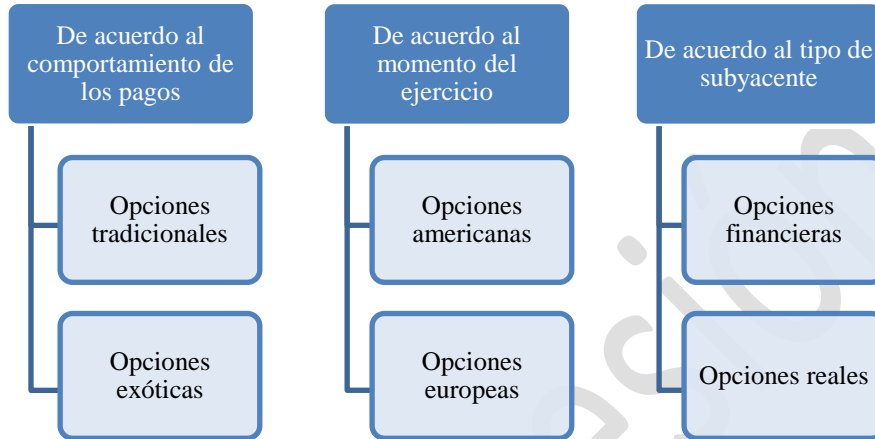 De acuerdo al
comportamiento de
los pagos
Opciones
tradicionales
Opciones
exóticas
De acuerdo al
momento del
ejercicio
Opciones
americanas
Opciones
europeas
De acuerdo al tipo de
subyacente
Opciones
financieras
Opciones reales